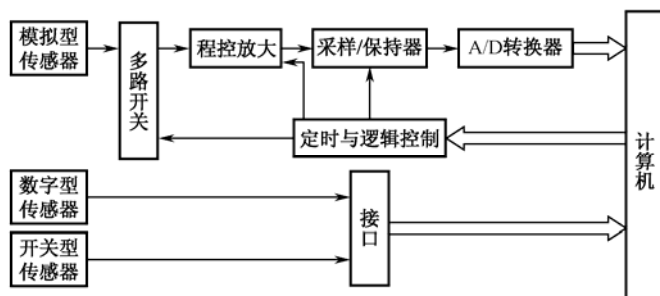 模拟型
传感器
多路开关
程控放大
采样/保持器
A/D转换器
定时与逻辑控制
计算机
数字型
传感器
接口
开关型
传感器